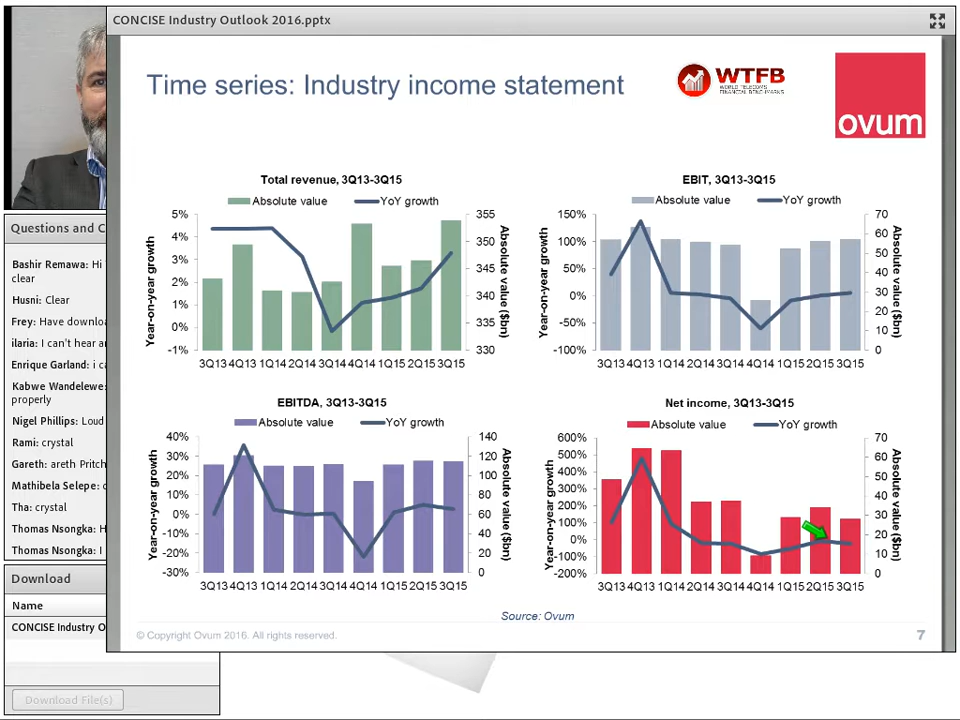 CONCISE Industry Outlook 2016.pptx
Time series: Industry income statement
WTFB
WORLD TELECOMS
FINANCIAL BENCHMARKS
ovum
Total revenue, 3Q13-3Q15
Absolute value YoY growth
Year-on-year growth
5%
4%
3%
2%
1%
0%
-1%
355
350
345
340
335
330
Absolute value ($bn)
3Q13 4Q13 1Q14 2Q14 3Q14 4Q14 1Q15 2Q15 3Q15
EBIT, 3Q13-3Q15
Absolute value YoY growth
Year-on-year growth
150%
100%
50%
0%
-50%
-100%
70
60
50
40
30
20
10
0
Absolute value ($bn)
3Q13 4Q13 1Q14 2Q14 3Q14 4Q14 1Q15 2Q15 3Q15
EBITDA, 3Q13-3Q15
Absolute value YoY growth
Year-on-year growth
40%
30%
20%
10%
0%
-10%
-20%
-30%
140
120
100
80
60
40
20
0
Absolute value ($bn)
3Q13 4Q13 1Q14 2Q14 3Q14 4Q14 1Q15 2Q15 3Q15
Net income, 3Q13-3Q15
Absolute value YoY growth
Year-on-year growth
600%
500%
400%
300%
200%
100%
0%
-100%
-200%
70
60
50
40
30
20
10
0
Absolute value ($bn)
3Q13 4Q13 1Q14 2Q14 3Q14 4Q14 1Q15 2Q15 3Q15
Source: Ovum
© Copyright Ovum 2016. All rights reserved.
7
Questions and C
Bashir Remawa: Hi
clear
Husni: Clear
Frey: Have downlo
ilaria: I can't hear
Enrique Garland: i c
Kabwe Wandelewe:
properly
Nigel Phillips: Loud
Rami: crystal
Gareth: areth Pritch
Mathibela Selepe:
Tha: crystal
Thomas Nsongka: H
Thomas Nsongka: I
Download
Name
CONCISE Industry O
Download File(s)